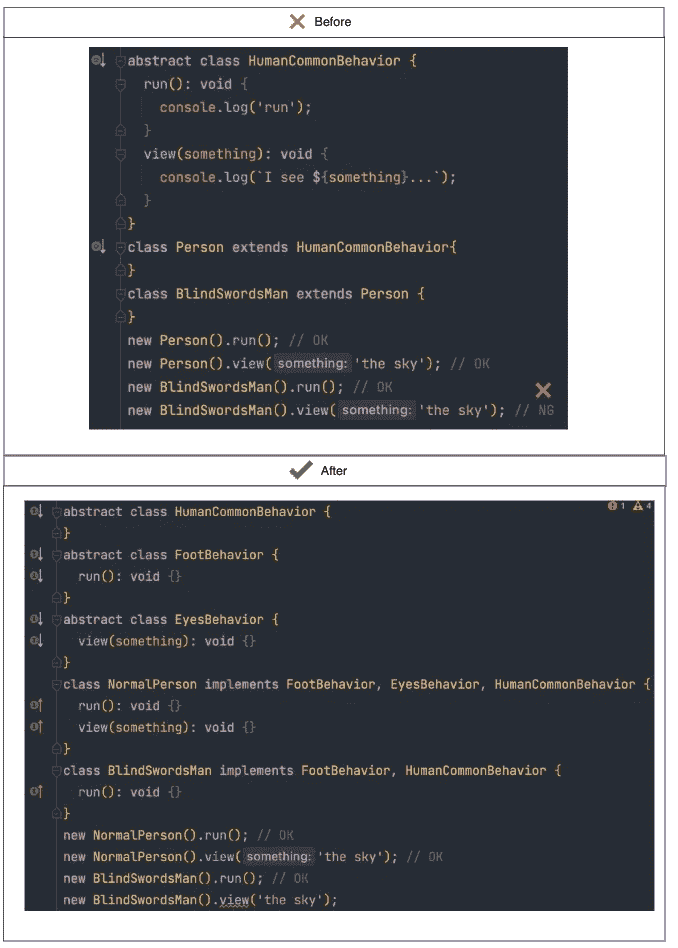 Before
abstract class HumanCommonBehavior {
run(): void {
console.log('run');
}
view(something): void {
console.log(`I see ${something}...`);
}
}
class Person extends HumanCommonBehavior{
}
class BlindSwordsMan extends Person {
}
new Person().run(); // OK
new Person().view( something: 'the sky'); // OK
new BlindSwordsMan().run(); // OK
new BlindSwordsMan().view( something: 'the sky'); // NG
After
abstract class HumanCommonBehavior { 1 4
}
abstract class FootBehavior {
run(): void {}
}
abstract class EyesBehavior {
view(something): void {}
}
class NormalPerson implements FootBehavior, EyesBehavior, HumanCommonBehavior {
run(): void {}
view(something): void {}
}
class BlindSwordsMan implements FootBehavior, HumanCommonBehavior {
run(): void {}
}
new NormalPerson().run(); // OK
new NormalPerson().view( something: 'the sky'); // OK
new BlindSwordsMan().run(); // OK
new BlindSwordsMan().view('the sky');